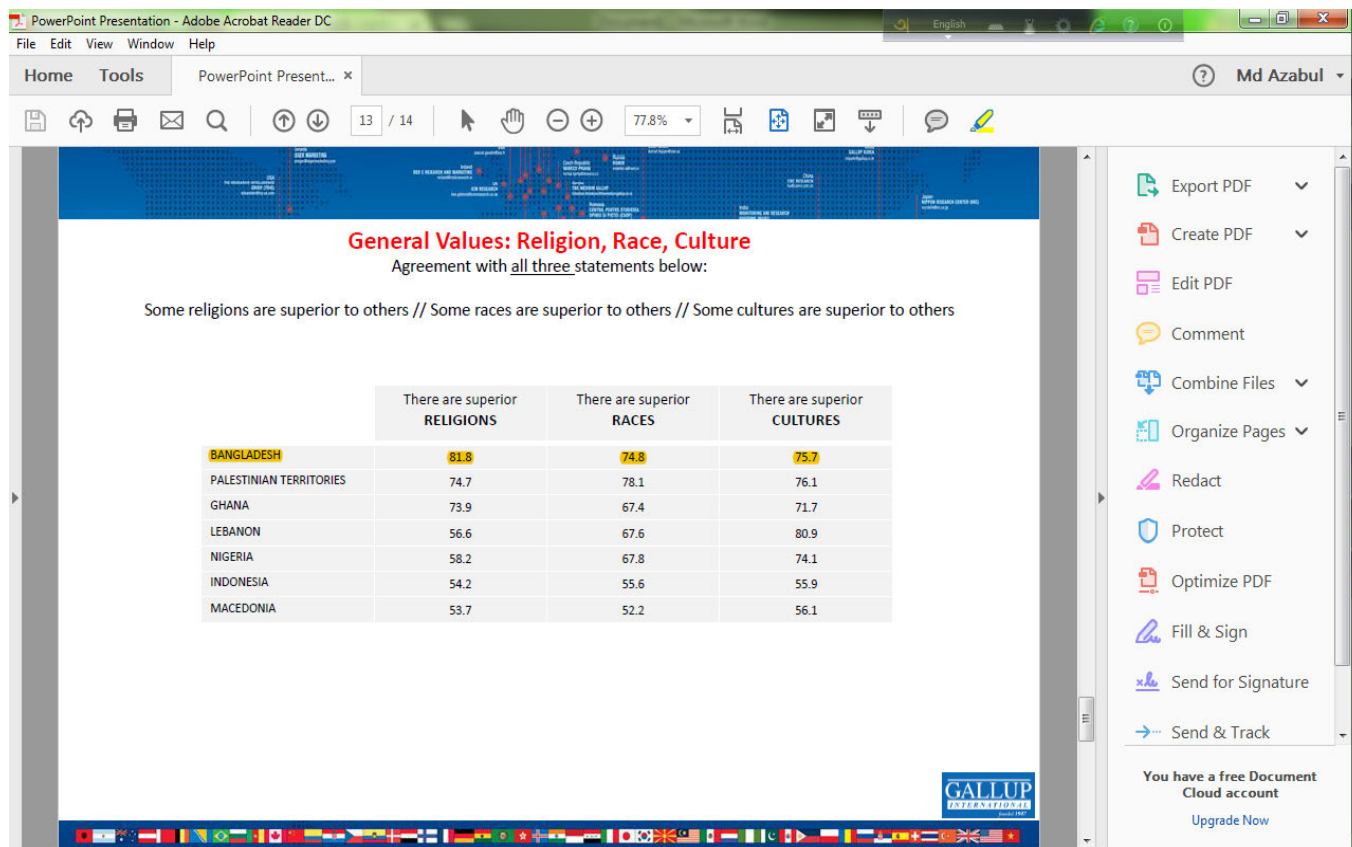 PowerPoint Presentation - Adobe Acrobat Reader DC
English
File Edit View Window Help
Home Tools PowerPoint Present... × Md Azabul
13 / 14 77.8%
General Values: Religion, Race, Culture
Agreement with all three statements below:
Some religions are superior to others // Some races are superior to others // Some cultures are superior to others
There are superior There are superior There are superior
RELIGIONS RACES CULTURES
BANGLADESH 81.8 74.8 75.7
PALESTINIAN TERRITORIES 74.7 78.1 76.1
GHANA 73.9 67.4 71.7
LEBANON 56.6 67.6 80.9
NIGERIA 58.2 67.8 74.1
INDONESIA 54.2 55.6 55.9
MACEDONIA 53.7 52.2 56.1
GALLUP
INTERNATIONAL
Export PDF
Create PDF
Edit PDF
Comment
Combine Files
Organize Pages
Redact
Protect
Optimize PDF
Fill & Sign
Send for Signature
Send & Track
You have a free Document
Cloud account
Upgrade Now